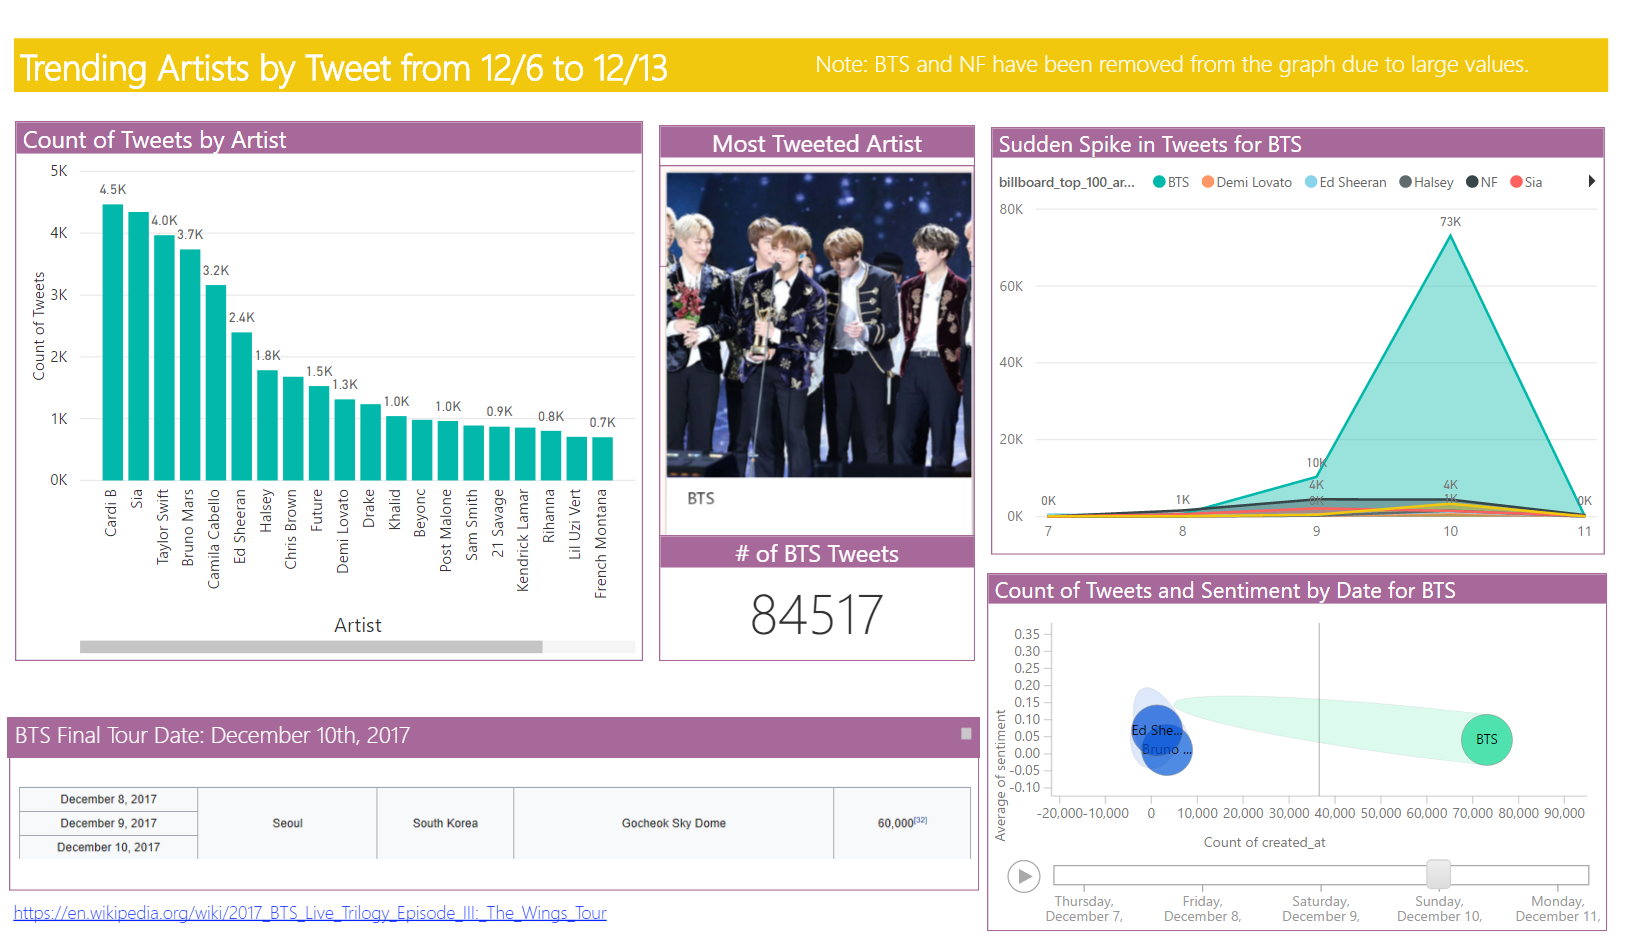 Trending Artists by Tweet from 12/6 to 12/13
Note: BTS and NF have been removed from the graph due to large values.
Count of Tweets by Artist
5K
4K
3K
2K
1K
0K
Count of Tweets
4.5K
4.0K
3.7K
3.2K
2.4K
1.8K
1.5K
1.3K
1.0K
1.0K
0.9K
0.8K
0.7K
Cardi B
Sia
Taylor Swift
Bruno Mars
Camila Cabello
Ed Sheeran
Halsey
Chris Brown
Future
Demi Lovato
Drake
Khalid
Beyonc
Post Malone
Sam Smith
21 Savage
Kendrick Lamar
Rihanna
Lil Uzi Vert
French Montana
Artist
Most Tweeted Artist
BTS
# of BTS Tweets
84517
Sudden Spike in Tweets for BTS
billboard_top_100_ar... BTS Demi Lovato Ed Sheeran Halsey NF Sia
80K
60K
40K
20K
0K
73K
10K
4K
0K
4K
1K
0K
1K
0K
7 8 9 10 11
Count of Tweets and Sentiment by Date for BTS
Average of sentiment
0.35
0.30
0.25
0.20
0.15
0.10
0.05
0.00
-0.05
-0.10
Ed She...
Bruno ...
BTS
-20,000 -10,000 0 10,000 20,000 30,000 40,000 50,000 60,000 70,000 80,000 90,000
Count of created_at
Thursday, December 7,
Friday, December 8,
Saturday, December 9,
Sunday, December 10,
Monday, December 11,
BTS Final Tour Date: December 10th, 2017
December 8, 2017
December 9, 2017
December 10, 2017
Seoul
South Korea
Gocheok Sky Dome
60,000[32]
https://en.wikipedia.org/wiki/2017_BTS_Live_Trilogy_Episode_III:_The_Wings_Tour